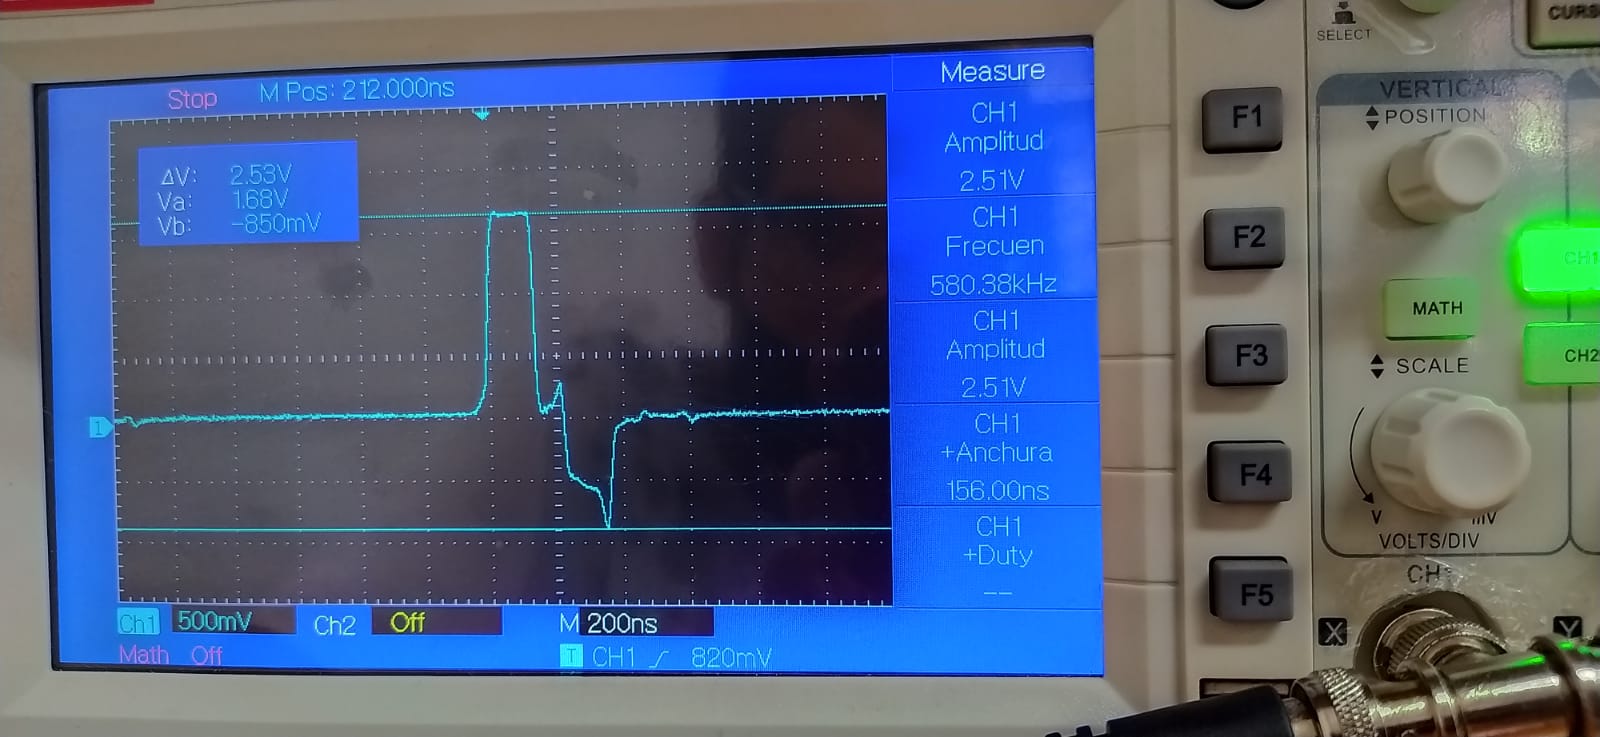 Stop M Pos: 212.000ns
ΔV: 2.53V
Va: 1.68V
Vb: -850mV
1
Ch1 500mV Ch2 Off M 200ns
Math Off T CH1 820mV
Measure
CH1
Amplitud
2.51V
CH1
Frecuen
580.38kHz
CH1
Amplitud
2.51V
CH1
+Anchura
156.00ns
CH1
+Duty
--
F1
F2
F3
F4
F5
SELECT
CURS
VERTICAL
POSITION
CH1
MATH
CH2
SCALE
V mV
VOLTS/DIV
X
Y